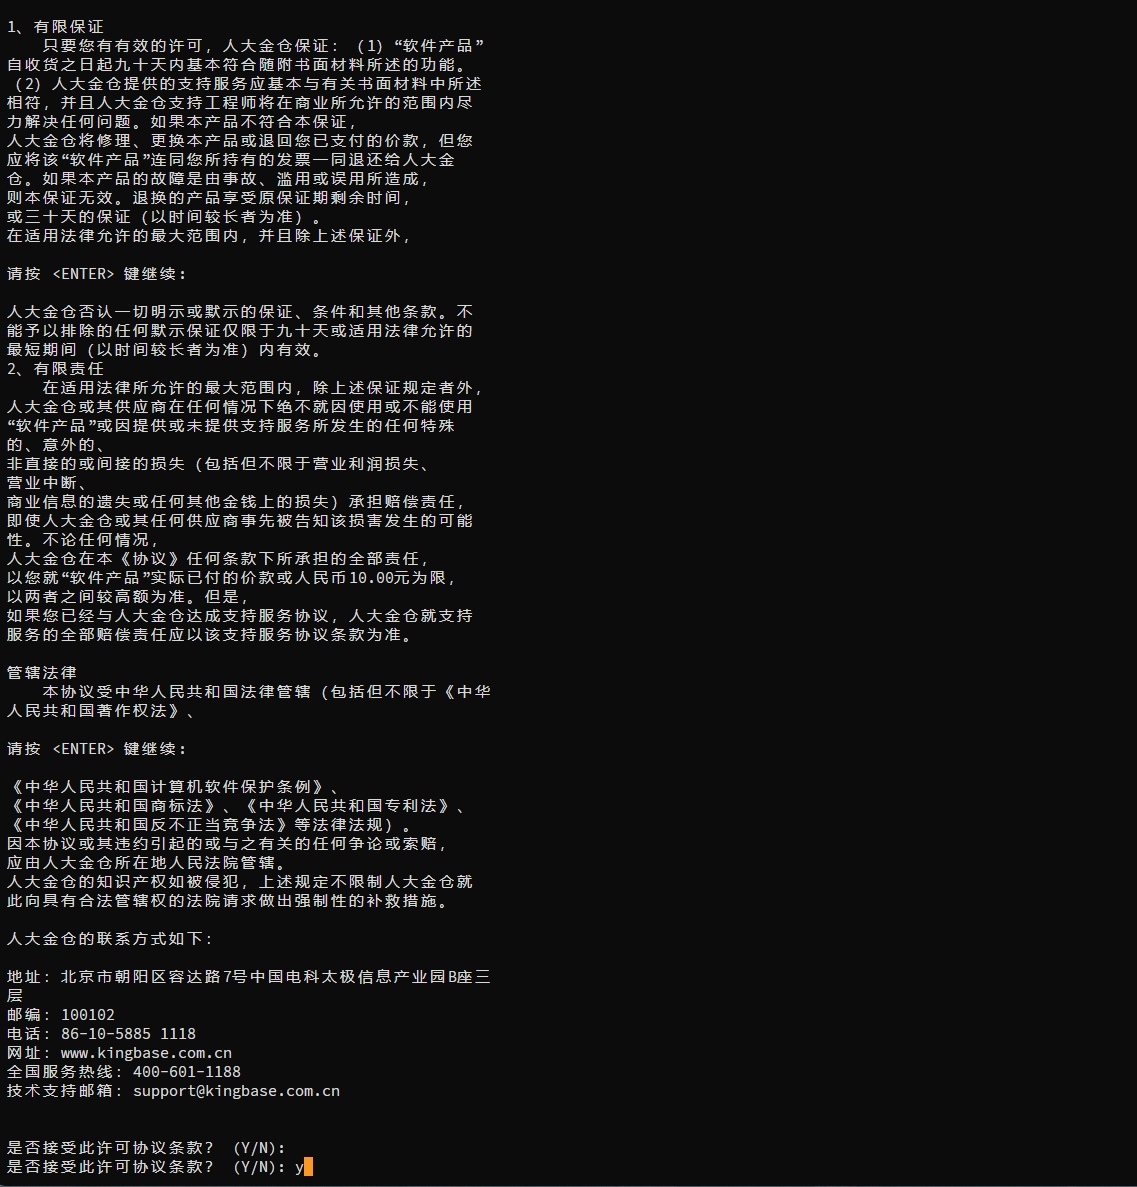 1、有限保证
只要您有有效的许可，人大金仓保证：（1）“软件产品”
自收货之日起九十天内基本符合随附书面材料所述的功能。
（2）人大金仓提供的支持服务应基本与有关书面材料中所述
相符，并且人大金仓支持工程师将在商业所允许的范围内尽
力解决任何问题。如果本产品不符合本保证，
人大金仓将修理、更换本产品或退回您已支付的价款，但您
应将该“软件产品”连同您所持有的发票一同退还给人大金
仓。如果本产品的故障是由事故、滥用或误用所造成，
则本保证无效。退换的产品享受原保证期剩余时间，
或三十天的保证（以时间较长者为准）。
在适用法律允许的最大范围内，并且除上述保证外，
请按 <ENTER> 键继续:
人大金仓否认一切明示或默示的保证、条件和其他条款。不
能予以排除的任何默示保证仅限于九十天或适用法律允许的
最短期间（以时间较长者为准）内有效。
2、有限责任
在适用法律所允许的最大范围内，除上述保证规定者外，
人大金仓或其供应商在任何情况下绝不就因使用或不能使用
“软件产品”或因提供或未提供支持服务所发生的任何特殊
的、意外的、
非直接的或间接的损失（包括但不限于营业利润损失、
营业中断、
商业信息的遗失或任何其他金钱上的损失）承担赔偿责任，
即使人大金仓或其任何供应商事先被告知该损害发生的可能
性。不论任何情况，
人大金仓在本《协议》任何条款下所承担的全部责任，
以您就“软件产品”实际已付的价款或人民币10.00元为限，
以两者之间较高额为准。但是，
如果您已经与人大金仓达成支持服务协议，人大金仓就支持
服务的全部赔偿责任应以该支持服务协议条款为准。
管辖法律
本协议受中华人民共和国法律管辖（包括但不限于《中华
人民共和国著作权法》、
请按 <ENTER> 键继续:
《中华人民共和国计算机软件保护条例》、
《中华人民共和国商标法》、《中华人民共和国专利法》、
《中华人民共和国反不正当竞争法》等法律法规）。
因本协议或其违约引起的或与之有关的任何争论或索赔，
应由人大金仓所在地人民法院管辖。
人大金仓的知识产权如被侵犯，上述规定不限制人大金仓就
此向具有合法管辖权的法院请求做出强制性的补救措施。
人大金仓的联系方式如下：
地址：北京市朝阳区容达路7号中国电科太极信息产业园B座三
层
邮编：100102
电话：86-10-5885 1118
网址：www.kingbase.com.cn
全国服务热线：400-601-1188
技术支持邮箱：support@kingbase.com.cn
是否接受此许可协议条款？ (Y/N):
是否接受此许可协议条款？ (Y/N): y